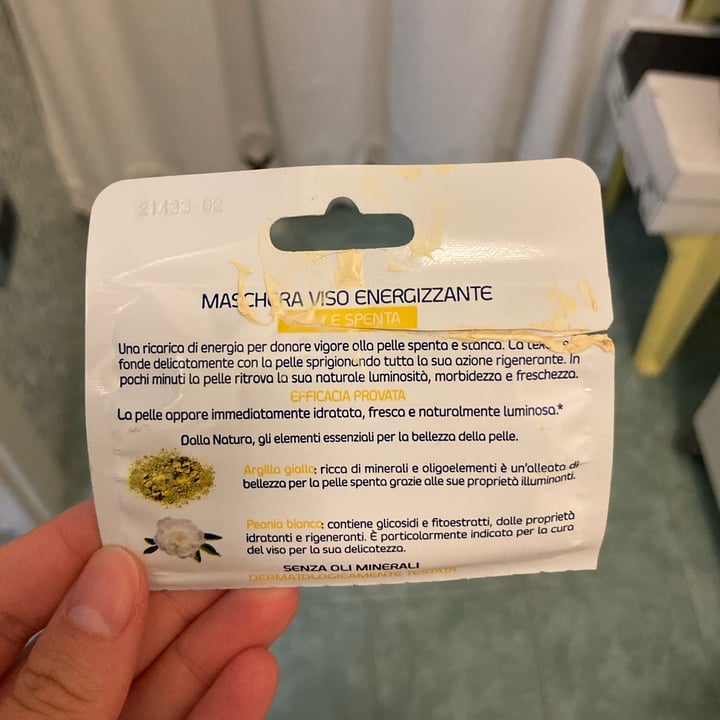 21433 02
MASCHERA VISO ENERGIZZANTE
SPENTA
Una ricarica di energia per donare vigore alla pelle spenta e stanca. La
fonde delicatamente con la pelle sprigionando tutta la sua azione rigenerante. In
pochi minuti la pelle ritrova la sua naturale luminosità, morbidezza e freschezza.
EFFICACIA PROVATA
La pelle appare immediatamente idratata, fresca e naturalmente luminosa.*
Dalla Natura, gli elementi essenziali per la bellezza della pelle.
Argilla gialla: ricca di minerali e oligoelementi è un'alleata di
bellezza per la pelle spenta grazie alle sue proprietà illuminanti.
Peonia bianca: contiene glicosidi e fitoestratti, dalle proprietà
idratanti e rigeneranti. È particolarmente indicata per la cura
del viso per la sua delicatezza.
SENZA OLI MINERALI
DERMATOLOGICAMENTE TESTATA